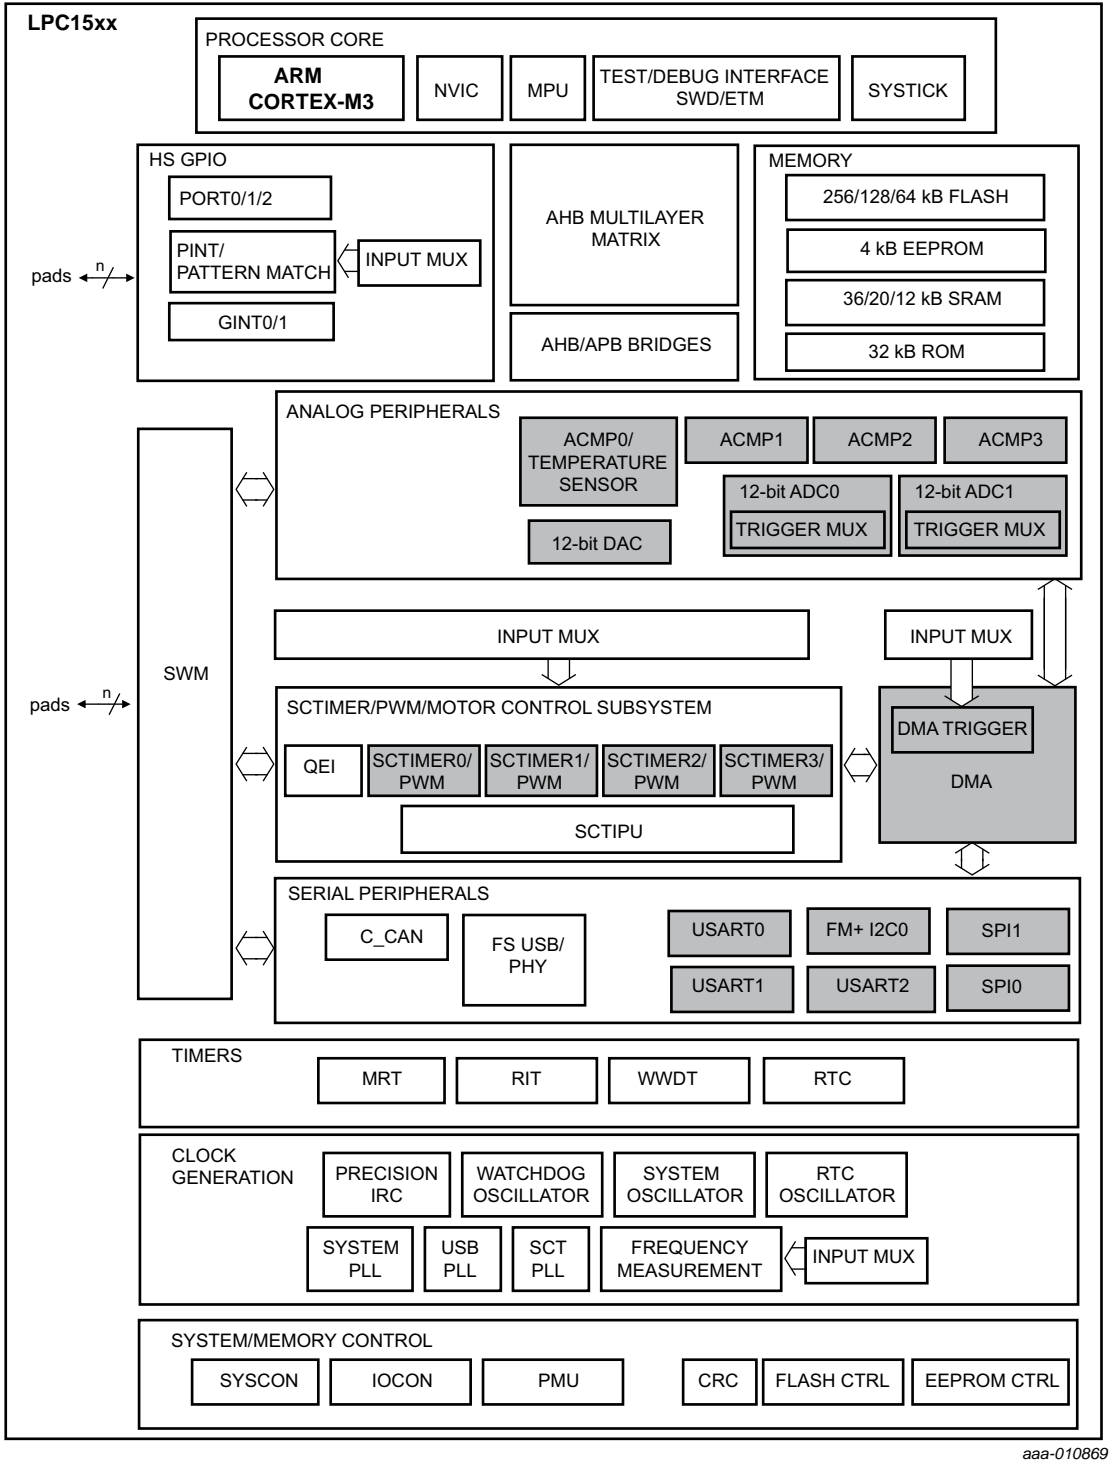 LPC15xx
PROCESSOR CORE
ARM
CORTEX-M3
NVIC
MPU
TEST/DEBUG INTERFACE
SWD/ETM
SYSTICK
HS GPIO
PORT0/1/2
PINT/
PATTERN MATCH
INPUT MUX
GINT0/1
pads
n
AHB MULTILAYER
MATRIX
AHB/APB BRIDGES
MEMORY
256/128/64 kB FLASH
4 kB EEPROM
36/20/12 kB SRAM
32 kB ROM
ANALOG PERIPHERALS
ACMP0/
TEMPERATURE
SENSOR
ACMP1
ACMP2
ACMP3
12-bit DAC
12-bit ADC0
TRIGGER MUX
12-bit ADC1
TRIGGER MUX
SWM
pads
n
INPUT MUX
INPUT MUX
SCTIMER/PWM/MOTOR CONTROL SUBSYSTEM
QEI
SCTIMER0/
PWM
SCTIMER1/
PWM
SCTIMER2/
PWM
SCTIMER3/
PWM
SCTIPU
DMA TRIGGER
DMA
SERIAL PERIPHERALS
C_CAN
FS USB/
PHY
USART0
FM+ I2C0
SPI1
USART1
USART2
SPI0
TIMERS
MRT
RIT
WWDT
RTC
CLOCK
GENERATION
PRECISION
IRC
WATCHDOG
OSCILLATOR
SYSTEM
OSCILLATOR
RTC
OSCILLATOR
SYSTEM
PLL
USB
PLL
SCT
PLL
FREQUENCY
MEASUREMENT
INPUT MUX
SYSTEM/MEMORY CONTROL
SYSCON
IOCON
PMU
CRC
FLASH CTRL
EEPROM CTRL
aaa-010869